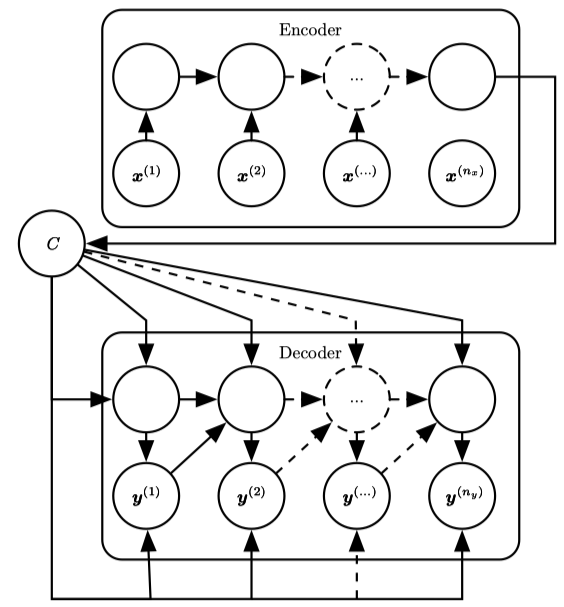 Encoder
...
x(1) x(2) x(...) x(nx)
C
Decoder
...
y(1) y(2) y(...) y(ny)